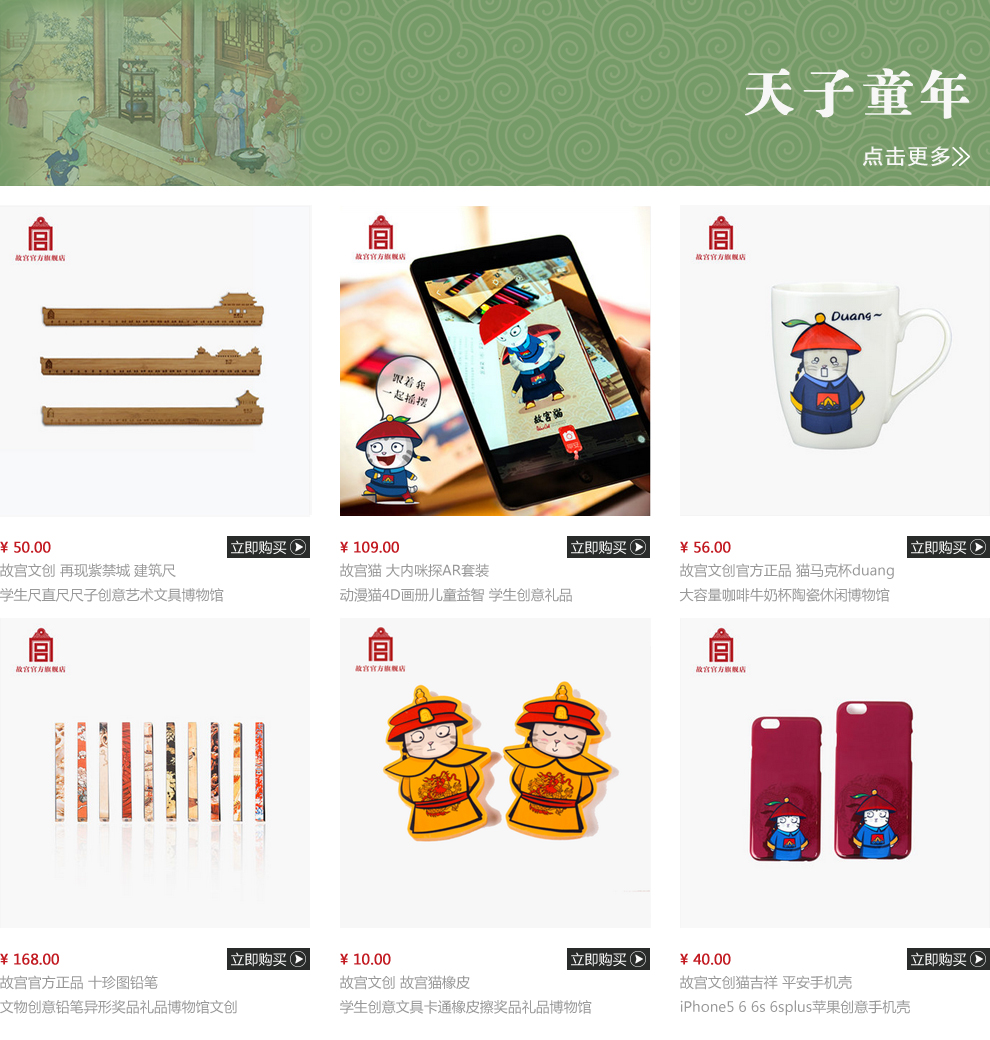 天子童年
点击更多
故宫官方旗舰店
故宫官方旗舰店
故宫官方旗舰店
跟着我
一起摇摆
故宫猫
Duang~
¥ 50.00
立即购买
¥ 109.00
立即购买
¥ 56.00
立即购买
故宫文创 再现紫禁城 建筑尺
学生尺直尺尺子创意艺术文具博物馆
故宫猫 大内咪探AR套装
动漫猫4D画册儿童益智 学生创意礼品
故宫文创官方正品 猫马克杯duang
大容量咖啡牛奶杯陶瓷休闲博物馆
故宫官方旗舰店
故宫官方旗舰店
故宫官方旗舰店
¥ 168.00
立即购买
¥ 10.00
立即购买
¥ 40.00
立即购买
故宫官方正品 十珍图铅笔
文物创意铅笔异形奖品礼品博物馆文创
故宫文创 故宫猫橡皮
学生创意文具卡通橡皮擦奖品礼品博物馆
故宫文创猫吉祥 平安手机壳
iPhone5 6 6s 6splus苹果创意手机壳